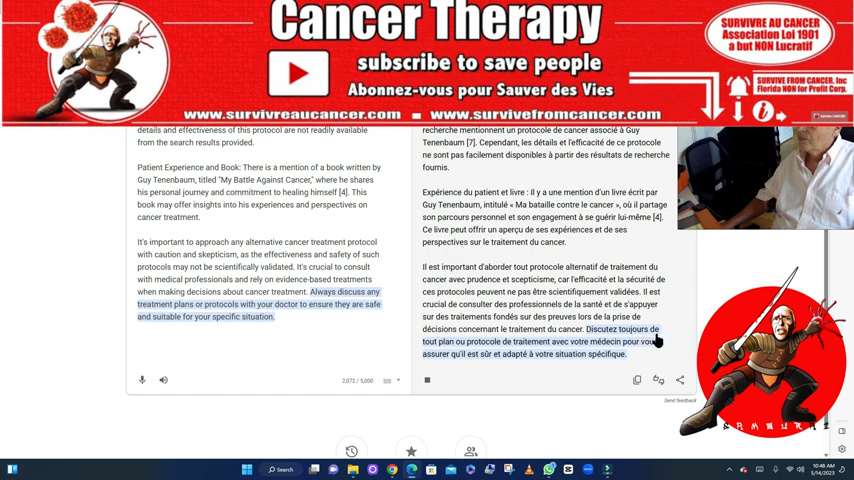 Cancer Therapy
subscribe to save people
Abonnez-vous pour Sauver des Vies
www.survivreaucancer.com www.survivefromcancer.com
SURVIVRE AU CANCER
Association Loi 1901
a but NON Lucratif
SURVIVE FROM CANCER, Inc
Florida NON for Profit Corp.
details and effectiveness of this protocol are not readily available
from the search results provided.
Patient Experience and Book: There is a mention of a book written by
Guy Tenenbaum, titled "My Battle Against Cancer," where he shares
his personal journey and commitment to healing himself [4]. This
book may offer insights into his experiences and perspectives on
cancer treatment.
It's important to approach any alternative cancer treatment protocol
with caution and skepticism, as the effectiveness and safety of such
protocols may not be scientifically validated. It's crucial to consult
with medical professionals and rely on evidence-based treatments
when making decisions about cancer treatment. Always discuss any
treatment plans or protocols with your doctor to ensure they are safe
and suitable for your specific situation.
2,072 / 5,000
recherche mentionnent un protocole de cancer associé à Guy
Tenenbaum [7]. Cependant, les détails et l'efficacité de ce protocole
ne sont pas facilement disponibles à partir des résultats de recherche
fournis.
Expérience du patient et livre : Il y a une mention d'un livre écrit par
Guy Tenenbaum, intitulé « Ma bataille contre le cancer », où il partage
son parcours personnel et son engagement à se guérir lui-même [4].
Ce livre peut offrir un aperçu de ses expériences et de ses
perspectives sur le traitement du cancer.
Il est important d'aborder tout protocole alternatif de traitement du
cancer avec prudence et scepticisme, car l'efficacité et la sécurité de
ces protocoles peuvent ne pas être scientifiquement validées. Il est
crucial de consulter des professionnels de la santé et de s'appuyer
sur des traitements fondés sur des preuves lors de la prise de
décisions concernant le traitement du cancer. Discutez toujours de
tout plan ou protocole de traitement avec votre médecin pour vous
assurer qu'il est sûr et adapté à votre situation spécifique.
Send feedback
SAMOURAI
Search
10:48 AM
5/14/2023